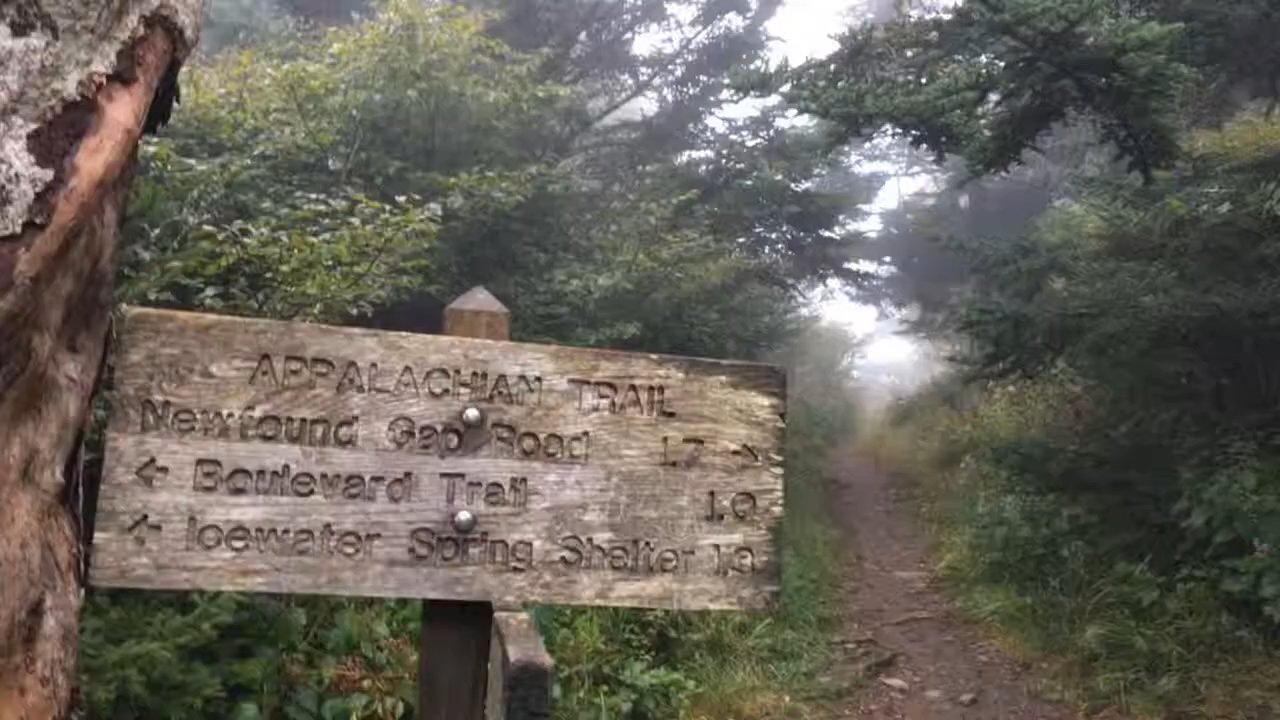 APPALACHIAN TRAIL
Newfound Gap Road 1.7 →
← Boulevard Trail 1.0
← Icewater Spring Shelter 1.3